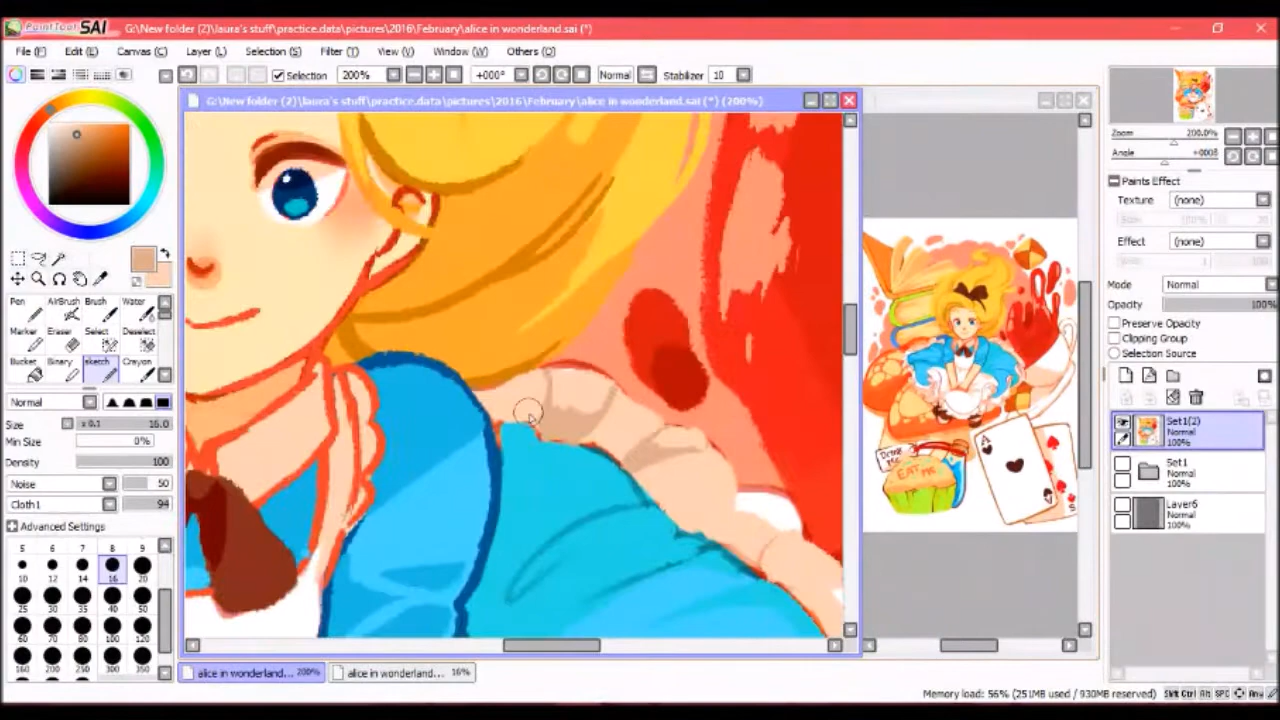 PaintTool SAI G:\New folder (2)\laura's stuff\practice.data\pictures\2016\February\alice in wonderland.sai (*)
File (F) Edit (E) Canvas (C) Layer (L) Selection (S) Filter (T) View (V) Window (W) Others (O)
Selection 200% +000° Normal Stabilizer 10
G:\New folder (2)\laura's stuff\practice.data\pictures\2016\February\alice in wonderland.sai (*) (200%)
Zoom 200.0%
Angle
Paints Effect
Texture (none)
Effect (none)
Mode Normal
Opacity 100%
Preserve Opacity
Clipping Group
Selection Source
Set1(2)
Normal
100%
Set1
Normal
100%
Layer6
Normal
100%
Pen AirBrush Brush Water
Marker Eraser Select Deselect
Bucket Binary sketch Crayon
Normal
Size x 0.1 16.0
Min Size 0%
Density 100
Noise 50
Cloth1 94
Advanced Settings
5 6 7 8 9
10 12 14 16 20
25 30 35 40 50
60 70 80 100 120
160 200 250 300 350
DRINK ME
EAT ME
A
alice in wonderland... 200% alice in wonderland... 16%
Memory load: 56% (251MB used / 930MB reserved) Shift Ctrl Alt SPC Any